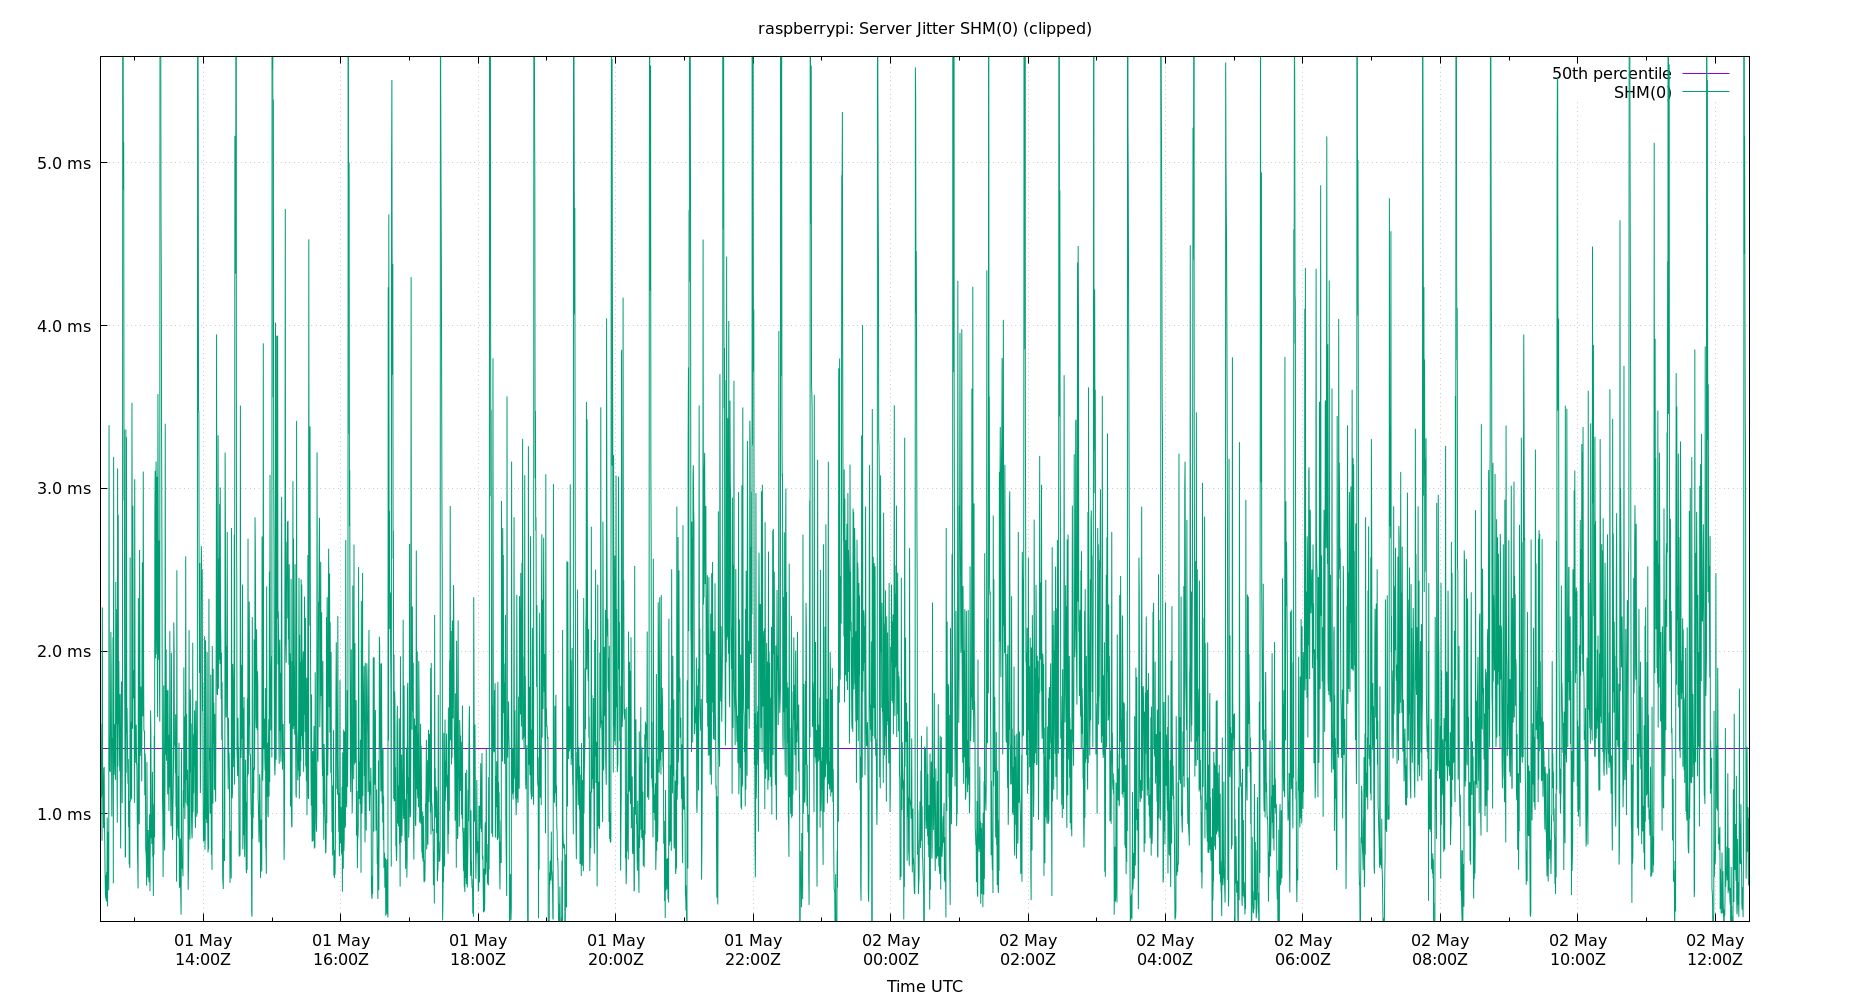 raspberrypi: Server Jitter SHM(0) (clipped)
50th percentile
SHM(0)
5.0 ms
4.0 ms
3.0 ms
2.0 ms
1.0 ms
01 May 01 May 01 May 01 May 01 May 02 May 02 May 02 May 02 May 02 May 02 May 02 May
14:00Z 16:00Z 18:00Z 20:00Z 22:00Z 00:00Z 02:00Z 04:00Z 06:00Z 08:00Z 10:00Z 12:00Z
Time UTC